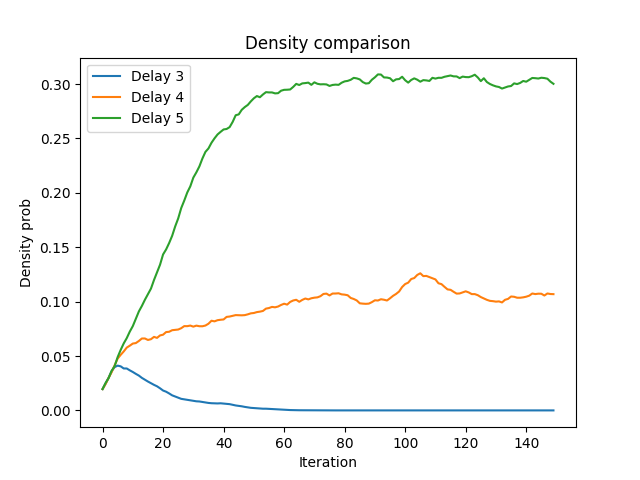 Density comparison
Delay 3
Delay 4
Delay 5
Density prob
0.30
0.25
0.20
0.15
0.10
0.05
0.00
0 20 40 60 80 100 120 140
Iteration